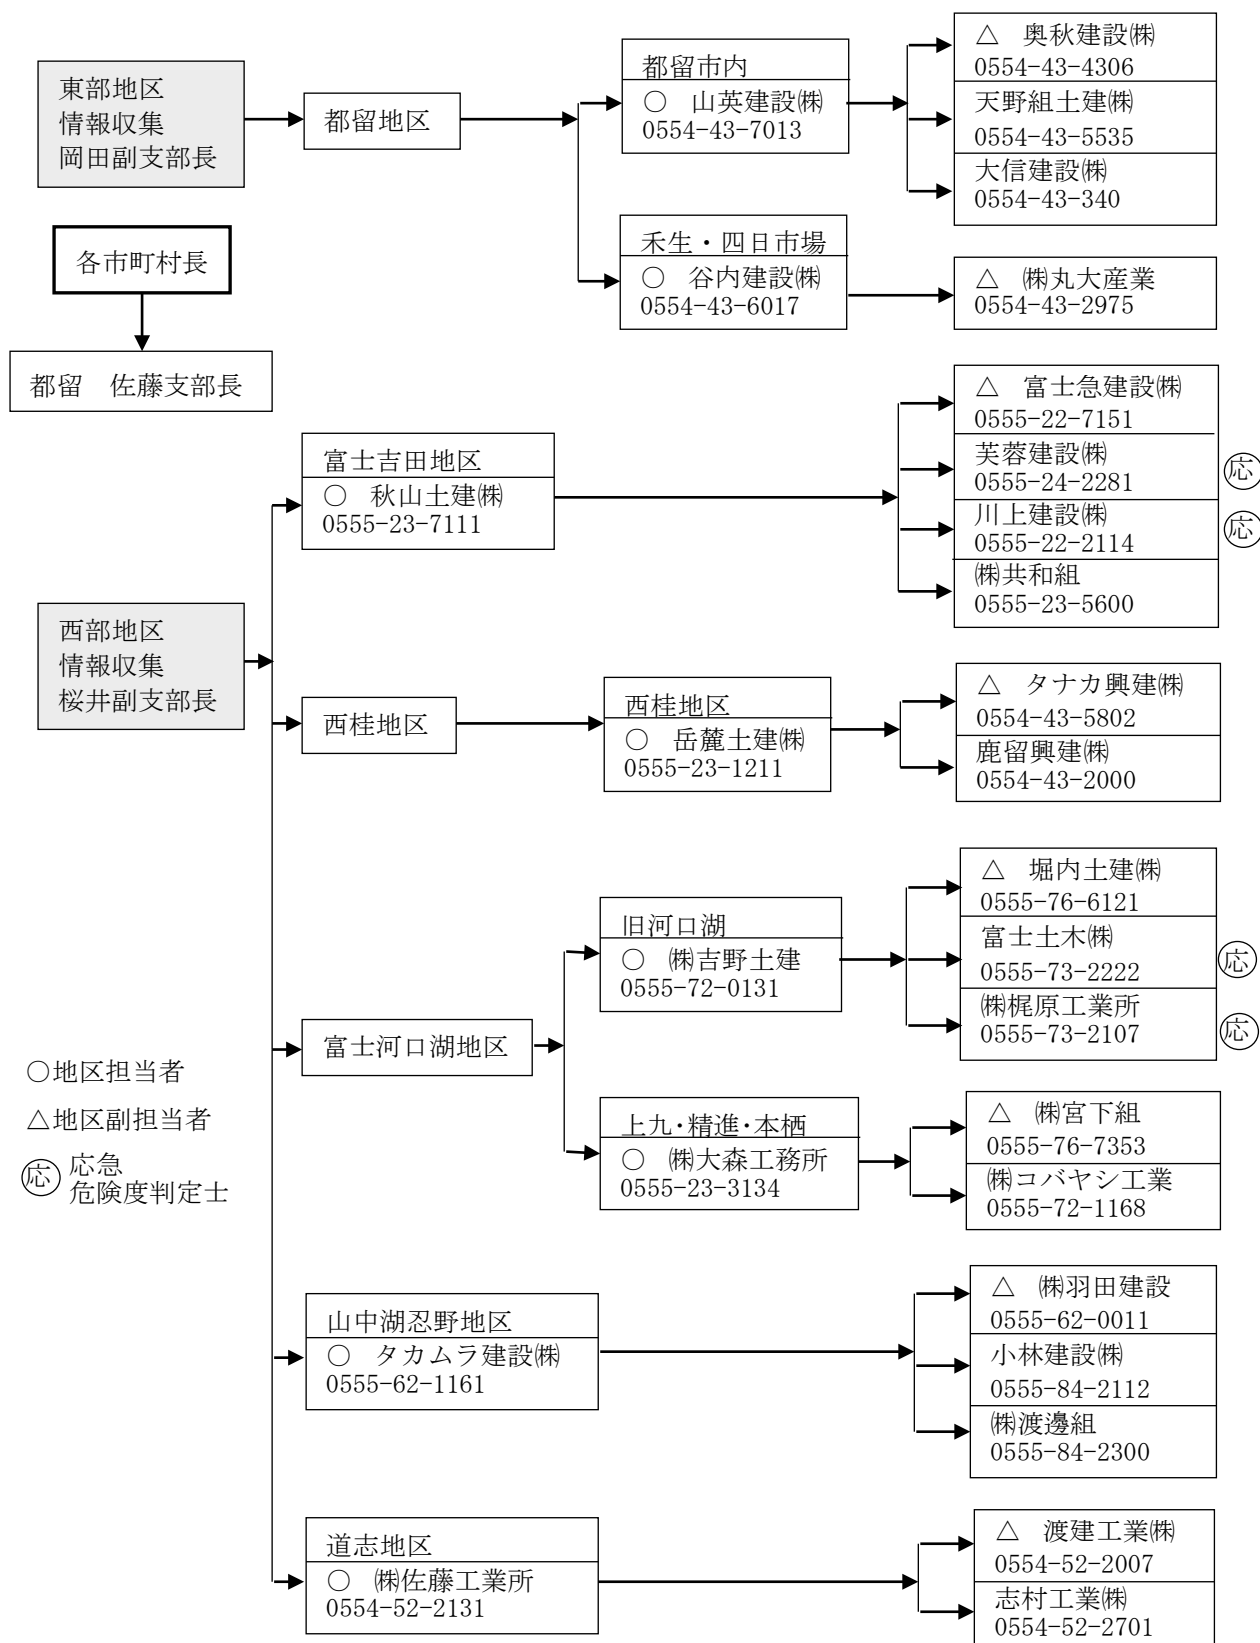 東部地区
情報収集
岡田副支部長
都留地区
都留市内
○　山英建設㈱
0554-43-7013
△　奥秋建設㈱
0554-43-4306
天野組土建㈱
0554-43-5535
大信建設㈱
0554-43-340
禾生・四日市場
○　谷内建設㈱
0554-43-6017
△　㈱丸大産業
0554-43-2975
各市町村長
都留　佐藤支部長
西部地区
情報収集
桜井副支部長
富士吉田地区
○　秋山土建㈱
0555-23-7111
△　富士急建設㈱
0555-22-7151
芙蓉建設㈱
0555-24-2281
応
川上建設㈱
0555-22-2114
応
㈱共和組
0555-23-5600
西桂地区
西桂地区
○　岳麓土建㈱
0555-23-1211
△　タナカ興建㈱
0554-43-5802
鹿留興建㈱
0554-43-2000
富士河口湖地区
旧河口湖
○　㈱吉野土建
0555-72-0131
△　堀内土建㈱
0555-76-6121
富士土木㈱
0555-73-2222
応
㈱梶原工業所
0555-73-2107
応
上九・精進・本栖
○　㈱大森工務所
0555-23-3134
△　㈱宮下組
0555-76-7353
㈱コバヤシ工業
0555-72-1168
山中湖忍野地区
○　タカムラ建設㈱
0555-62-1161
△　㈱羽田建設
0555-62-0011
小林建設㈱
0555-84-2112
㈱渡邊組
0555-84-2300
道志地区
○　㈱佐藤工業所
0554-52-2131
△　渡建工業㈱
0554-52-2007
志村工業㈱
0554-52-2701
○地区担当者
△地区副担当者
応 応急
危険度判定士